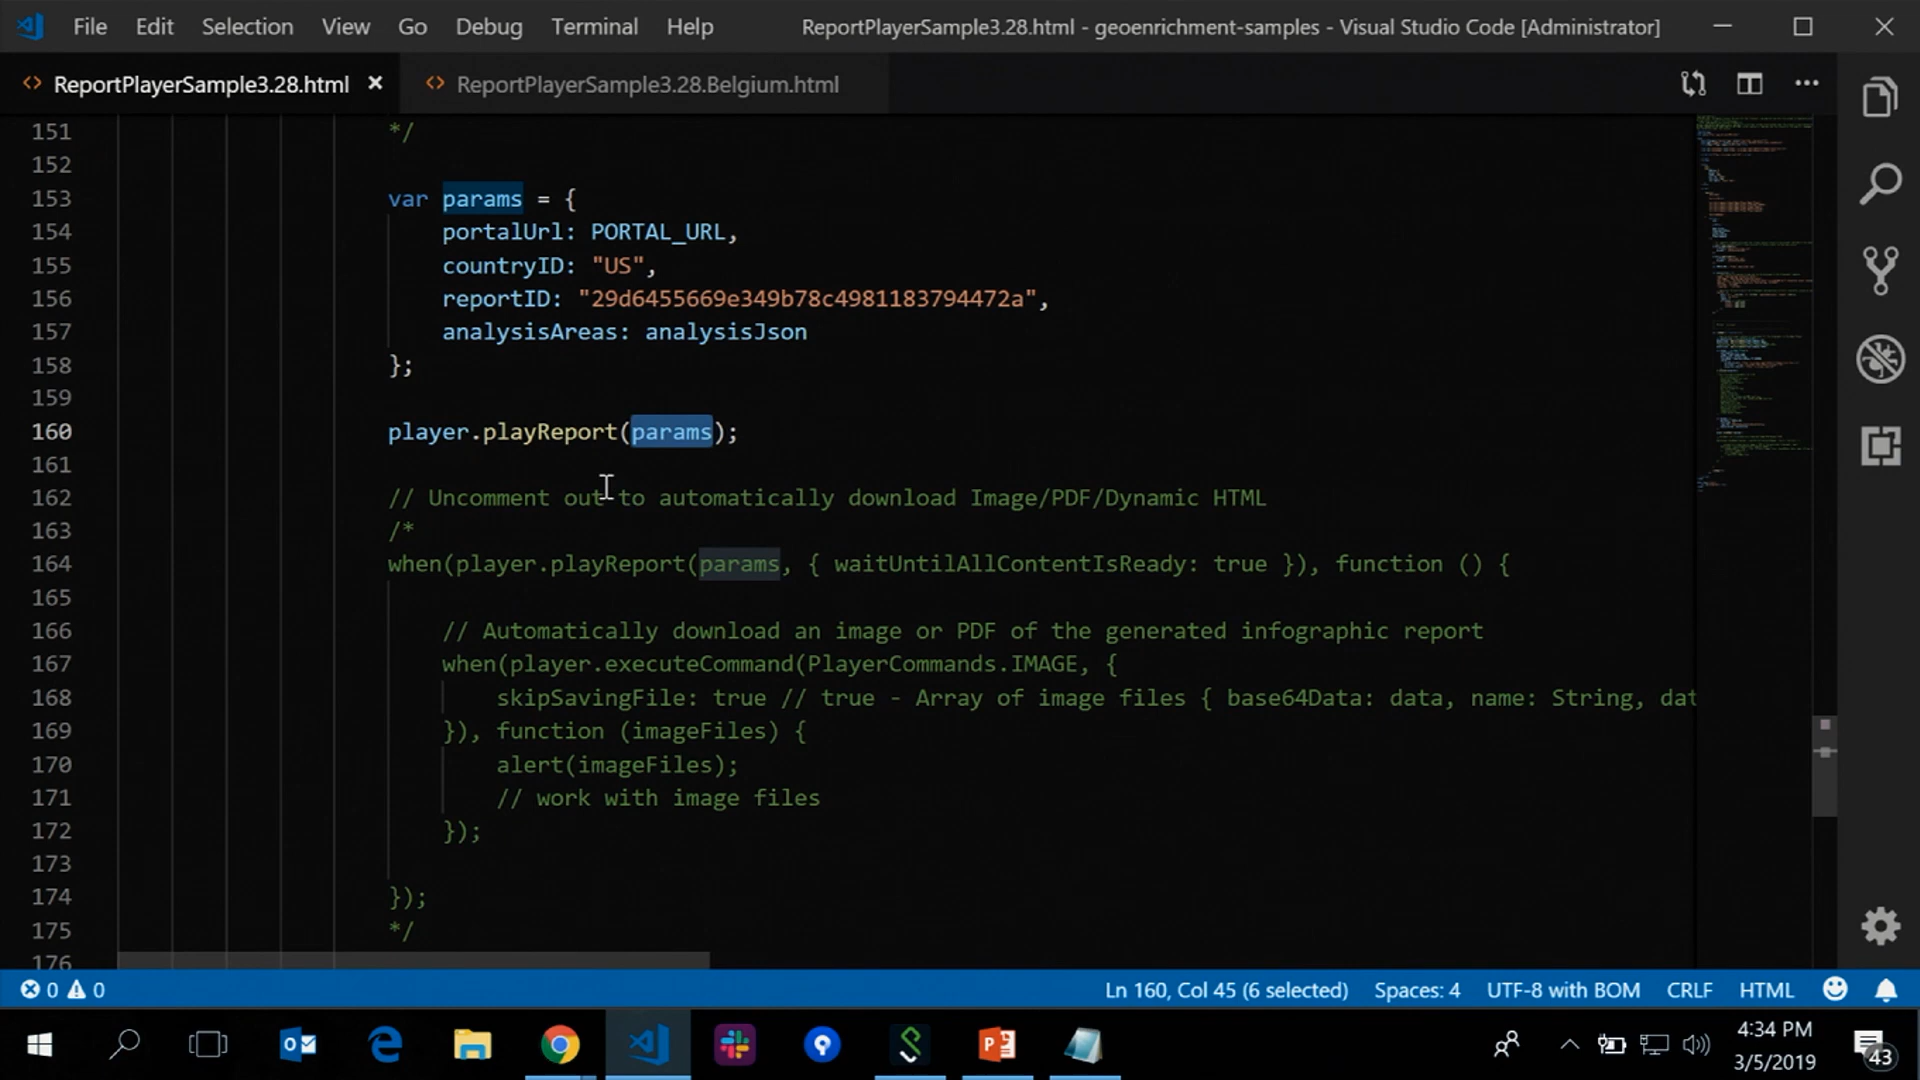 File Edit Selection View Go Debug Terminal Help ReportPlayerSample3.28.html - geoenrichment-samples - Visual Studio Code [Administrator]
ReportPlayerSample3.28.html ReportPlayerSample3.28.Belgium.html
151 */
152
153 var params = {
154 portalUrl: PORTAL_URL,
155 countryID: "US",
156 reportID: "29d6455669e349b78c4981183794472a",
157 analysisAreas: analysisJson
158 };
159
160 player.playReport(params);
161
162 // Uncomment out to automatically download Image/PDF/Dynamic HTML
163 /*
164 when(player.playReport(params, { waitUntilAllContentIsReady: true }), function () {
165
166 // Automatically download an image or PDF of the generated infographic report
167 when(player.executeCommand(PlayerCommands.IMAGE, {
168 skipSavingFile: true // true - Array of image files { base64Data: data, name: String, dat
169 }), function (imageFiles) {
170 alert(imageFiles);
171 // work with image files
172 });
173
174 });
175 */
176
0 0 Ln 160, Col 45 (6 selected) Spaces: 4 UTF-8 with BOM CRLF HTML
4:34 PM
3/5/2019
43